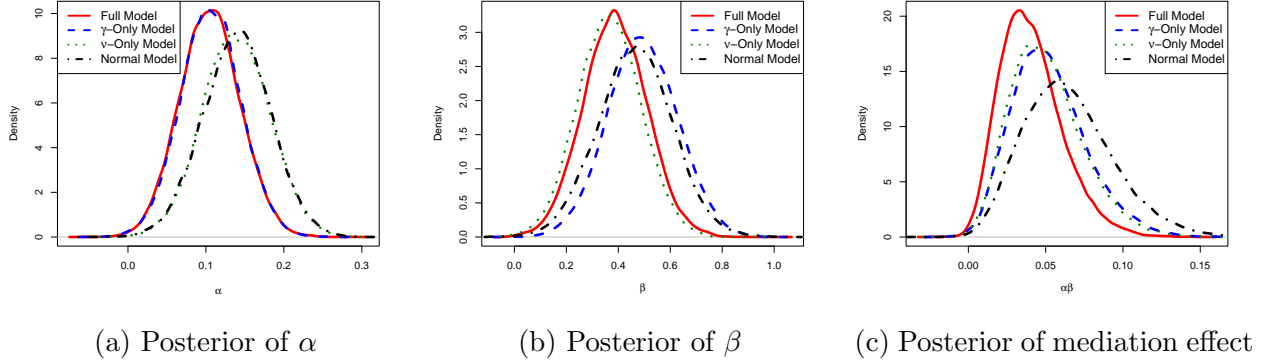 Full Model
γ−Only Model
ν−Only Model
Normal Model
Density
0
2
4
6
8
10
0.0
0.1
0.2
0.3
α
(a) Posterior of α
Full Model
γ−Only Model
ν−Only Model
Normal Model
Density
0.0
0.5
1.0
1.5
2.0
2.5
3.0
0.0
0.2
0.4
0.6
0.8
1.0
β
(b) Posterior of β
Full Model
γ−Only Model
ν−Only Model
Normal Model
Density
0
5
10
15
20
0.00
0.05
0.10
0.15
αβ
(c) Posterior of mediation effect